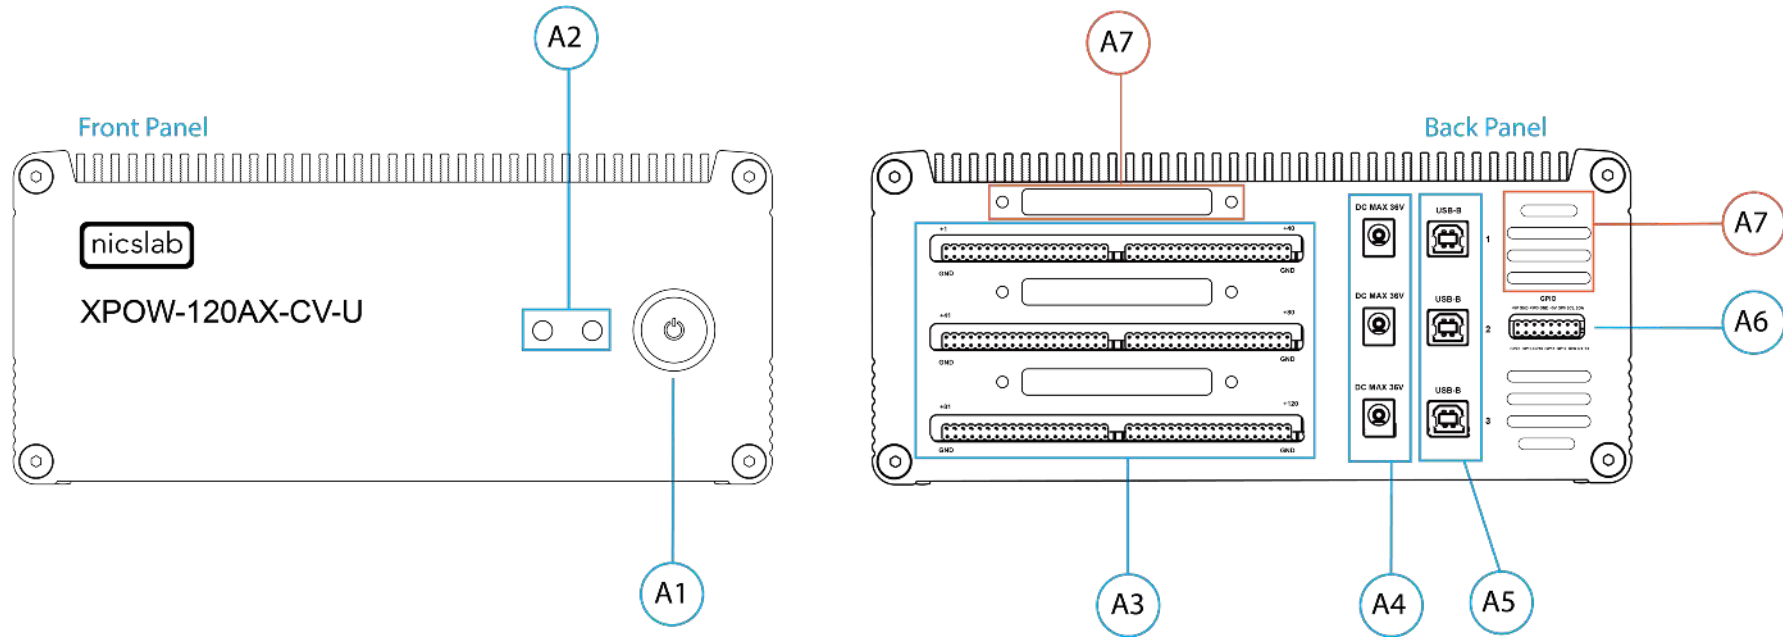 A2
A7
Front Panel
Back Panel
nicslab
XPOW-120AX-CV-U
A1
+1
+40
GND
GND
+41
+80
GND
GND
+81
+120
GND
GND
DC MAX 36V
DC MAX 36V
DC MAX 36V
USB-B
1
USB-B
2
USB-B
3
A7
GPIO
A6
A3
A4
A5